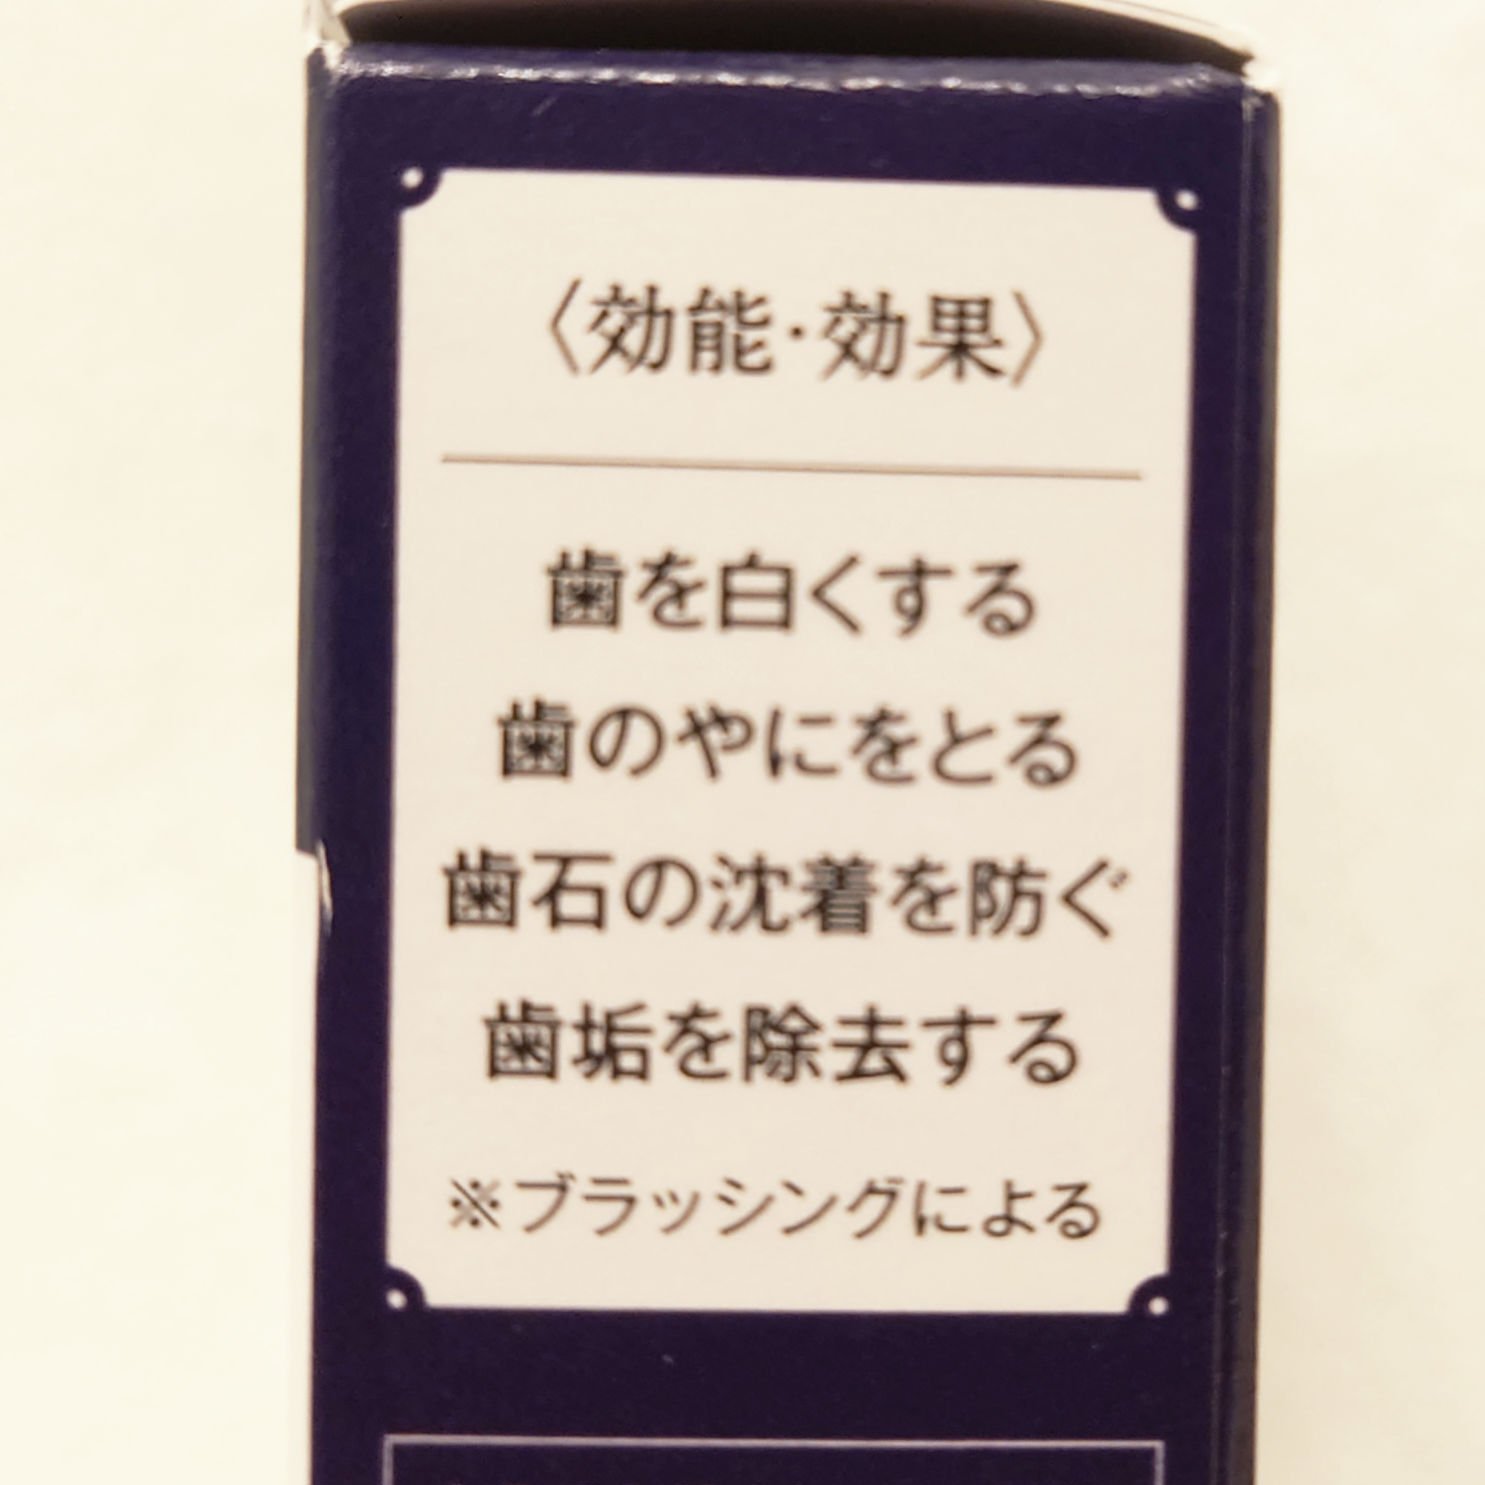 〈効能・効果〉
歯を白くする
歯のやにをとる
歯石の沈着を防ぐ
歯垢を除去する
※ブラッシングによる